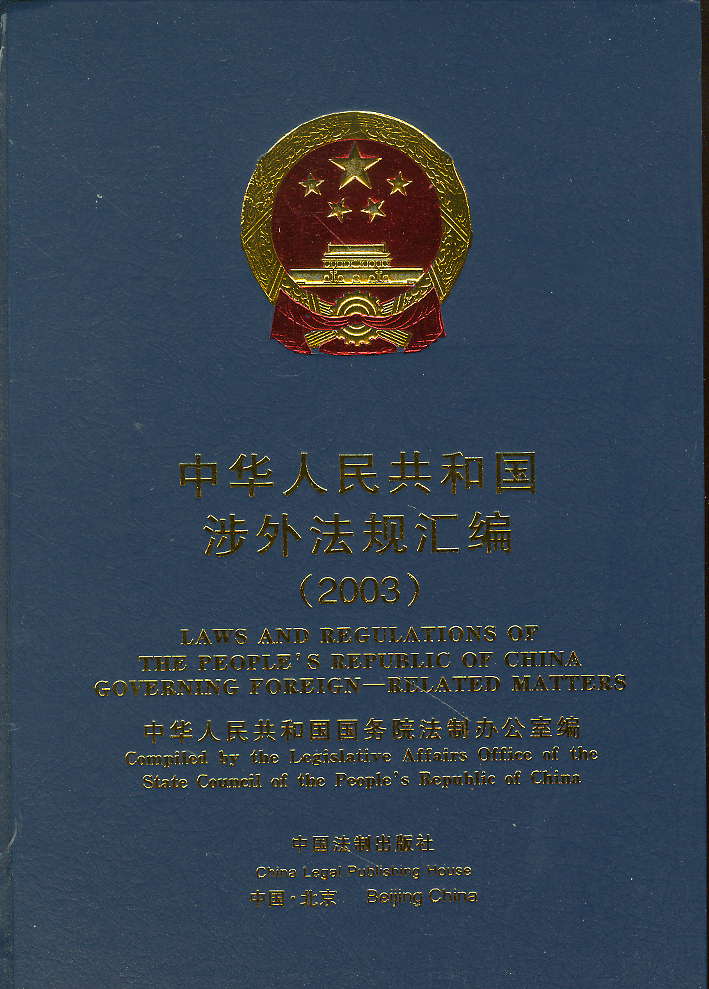 中华人民共和国
涉外法规汇编
（2003）
LAWS AND REGULATIONS OF
THE PEOPLE'S REPUBLIC OF CHINA
GOVERNING FOREIGN—RELATED MATTERS
中华人民共和国国务院法制办公室编
Compiled by the Legislative Affairs Office of the
State Council of the People's Republic of China
中国法制出版社
China Legal Publishing House
中国·北京 Beijing China